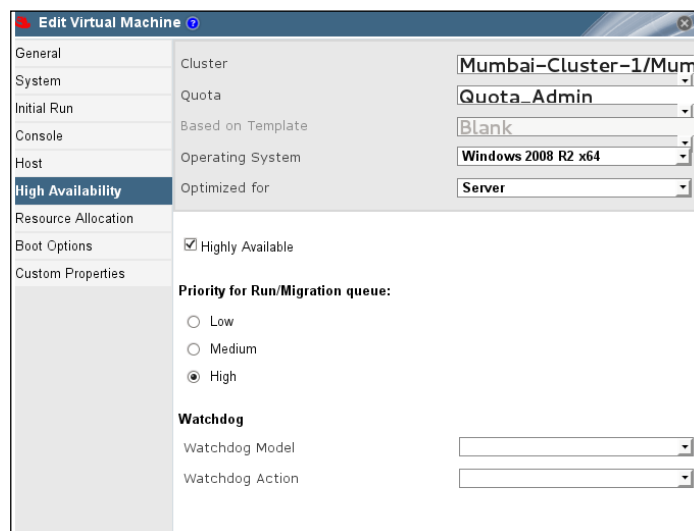 Edit Virtual Machine
General
System
Initial Run
Console
Host
High Availability
Resource Allocation
Boot Options
Custom Properties
Cluster Mumbai-Cluster-1/Mum
Quota Quota_Admin
Based on Template Blank
Operating System Windows 2008 R2 x64
Optimized for Server
Highly Available
Priority for Run/Migration queue:
Low
Medium
High
Watchdog
Watchdog Model
Watchdog Action